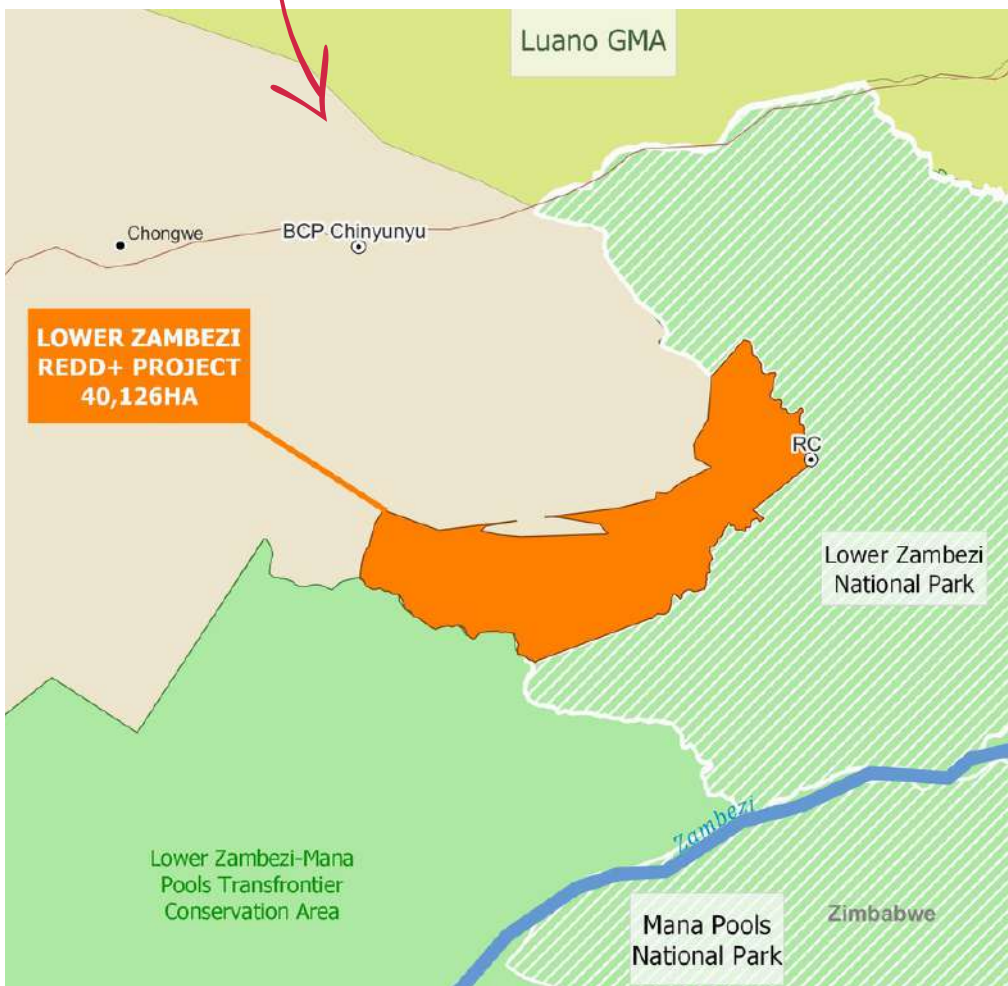 Luano GMA
Chongwe
BCP Chinyunyu
LOWER ZAMBEZI
REDD+ PROJECT
40,126HA
RC
Lower Zambezi
National Park
Zambezi
Lower Zambezi-Mana
Pools Transfrontier
Conservation Area
Mana Pools
National Park
Zimbabwe